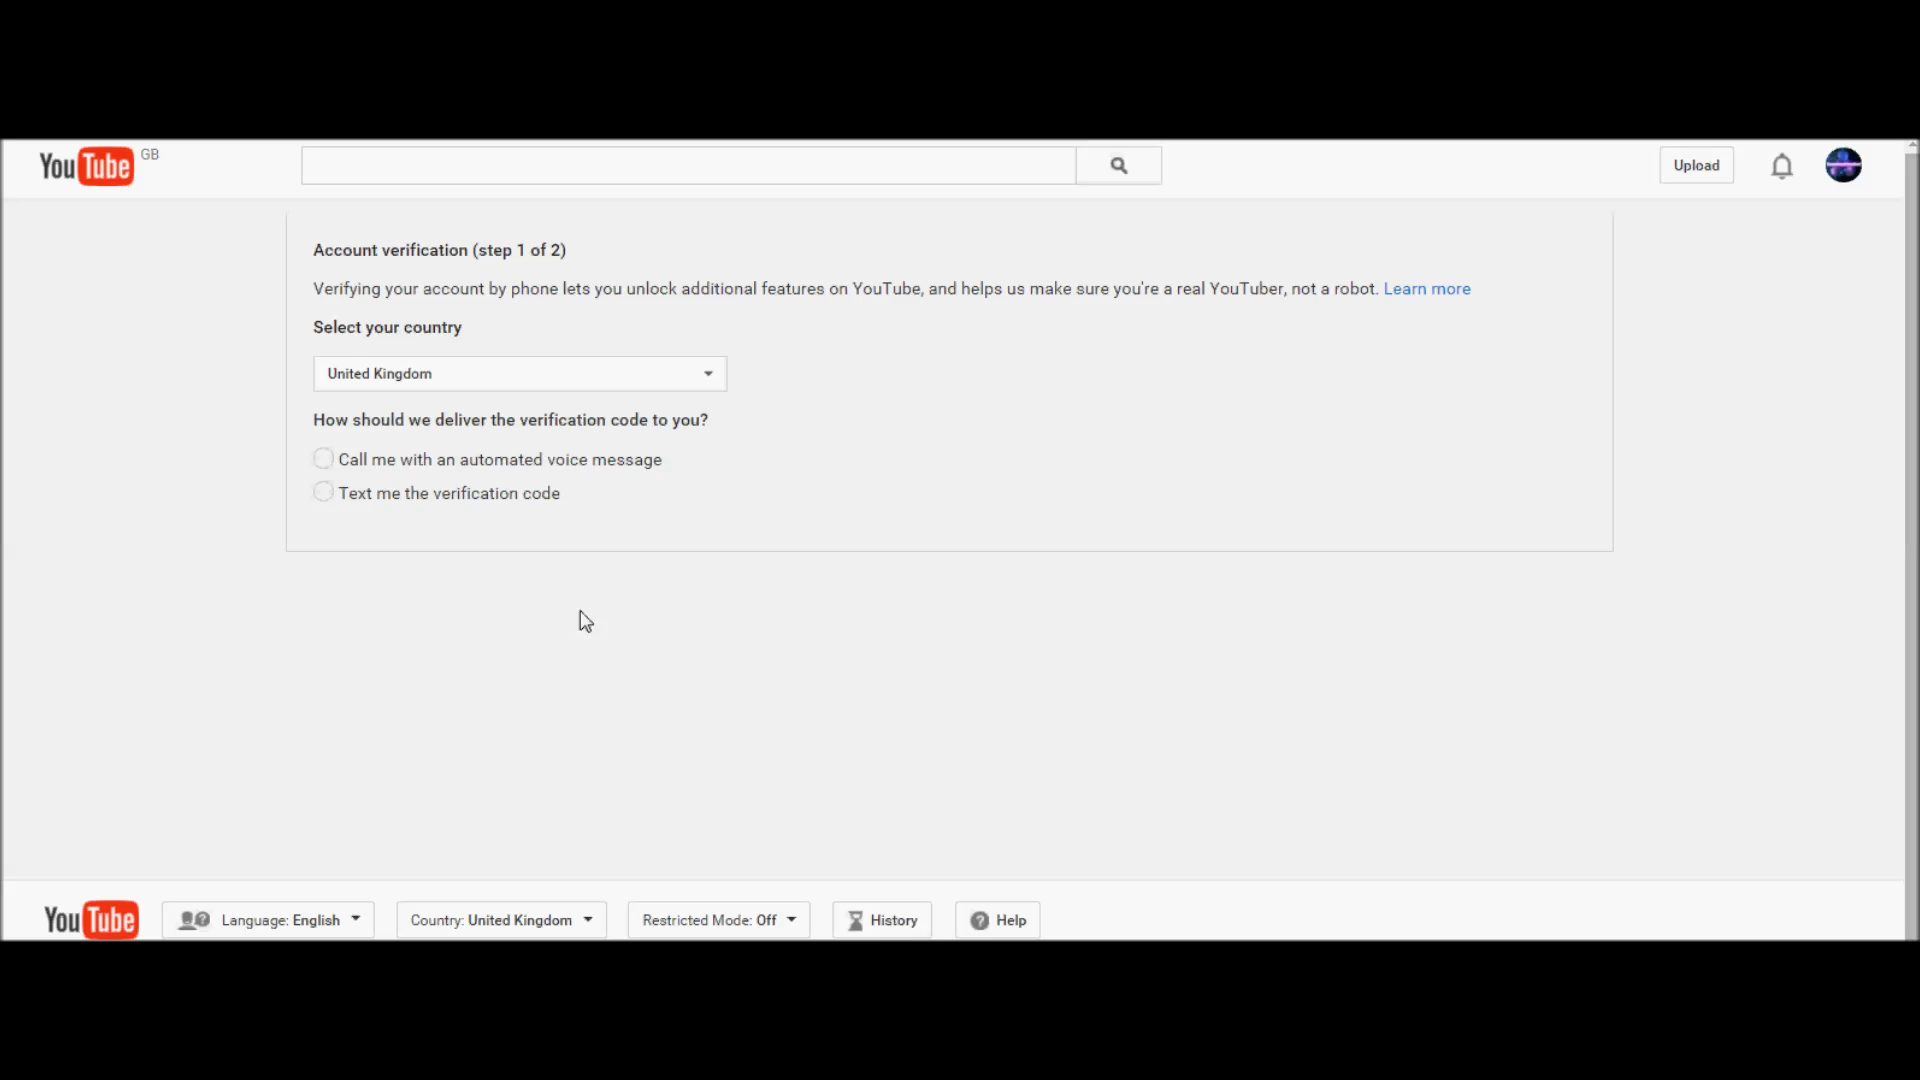 YouTube GB
Upload
Account verification (step 1 of 2)
Verifying your account by phone lets you unlock additional features on YouTube, and helps us make sure you're a real YouTuber, not a robot. Learn more
Select your country
United Kingdom
How should we deliver the verification code to you?
Call me with an automated voice message
Text me the verification code
YouTube Language: English Country: United Kingdom Restricted Mode: Off History Help